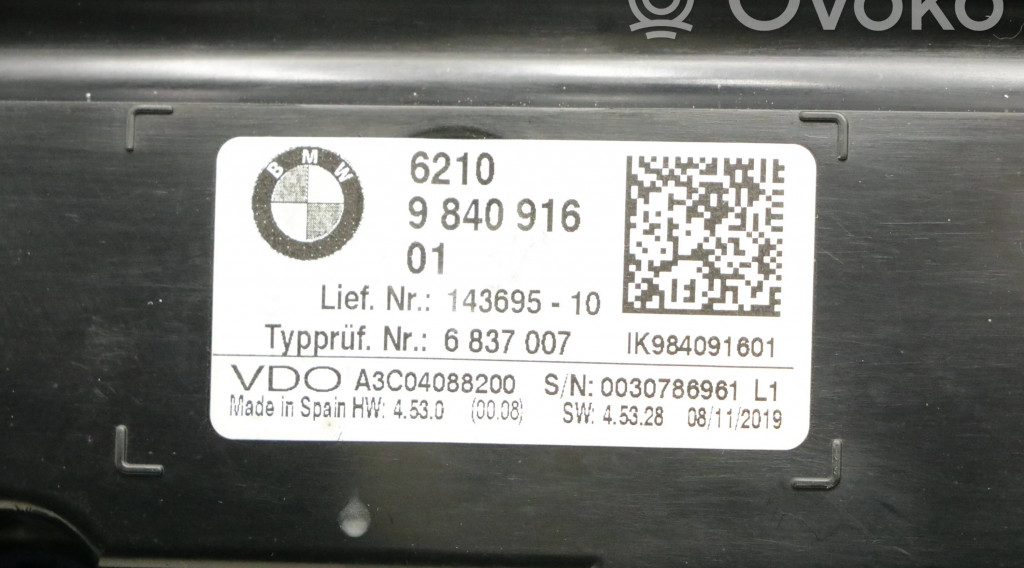 OVOKO
BMW
6210
9 840 916
01
Lief. Nr.: 143695 - 10
Typprüf. Nr.: 6 837 007
IK984091601
VDO A3C04088200 S/N: 0030786961 L1
Made in Spain HW: 4.53.0 (00.08) SW: 4.53.28 08/11/2019